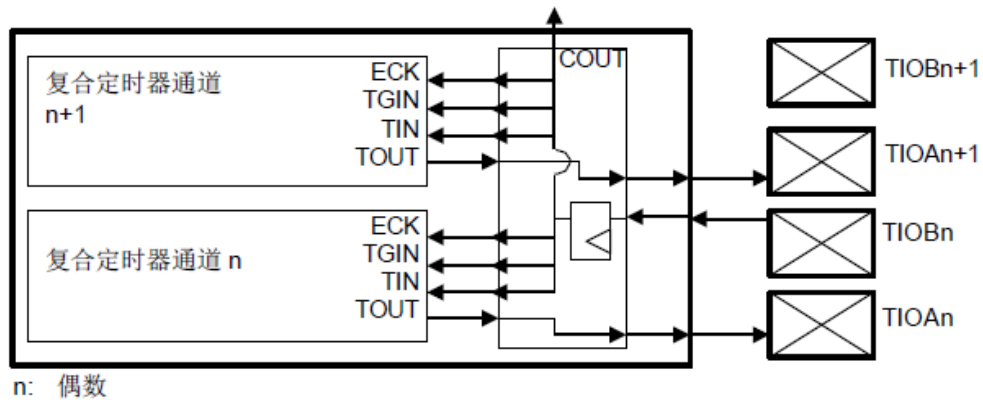 COUT
复合定时器通道
n+1
ECK
TGIN
TIN
TOUT
TIOBn+1
TIOAn+1
复合定时器通道 n
ECK
TGIN
TIN
TOUT
TIOBn
TIOAn
n: 偶数